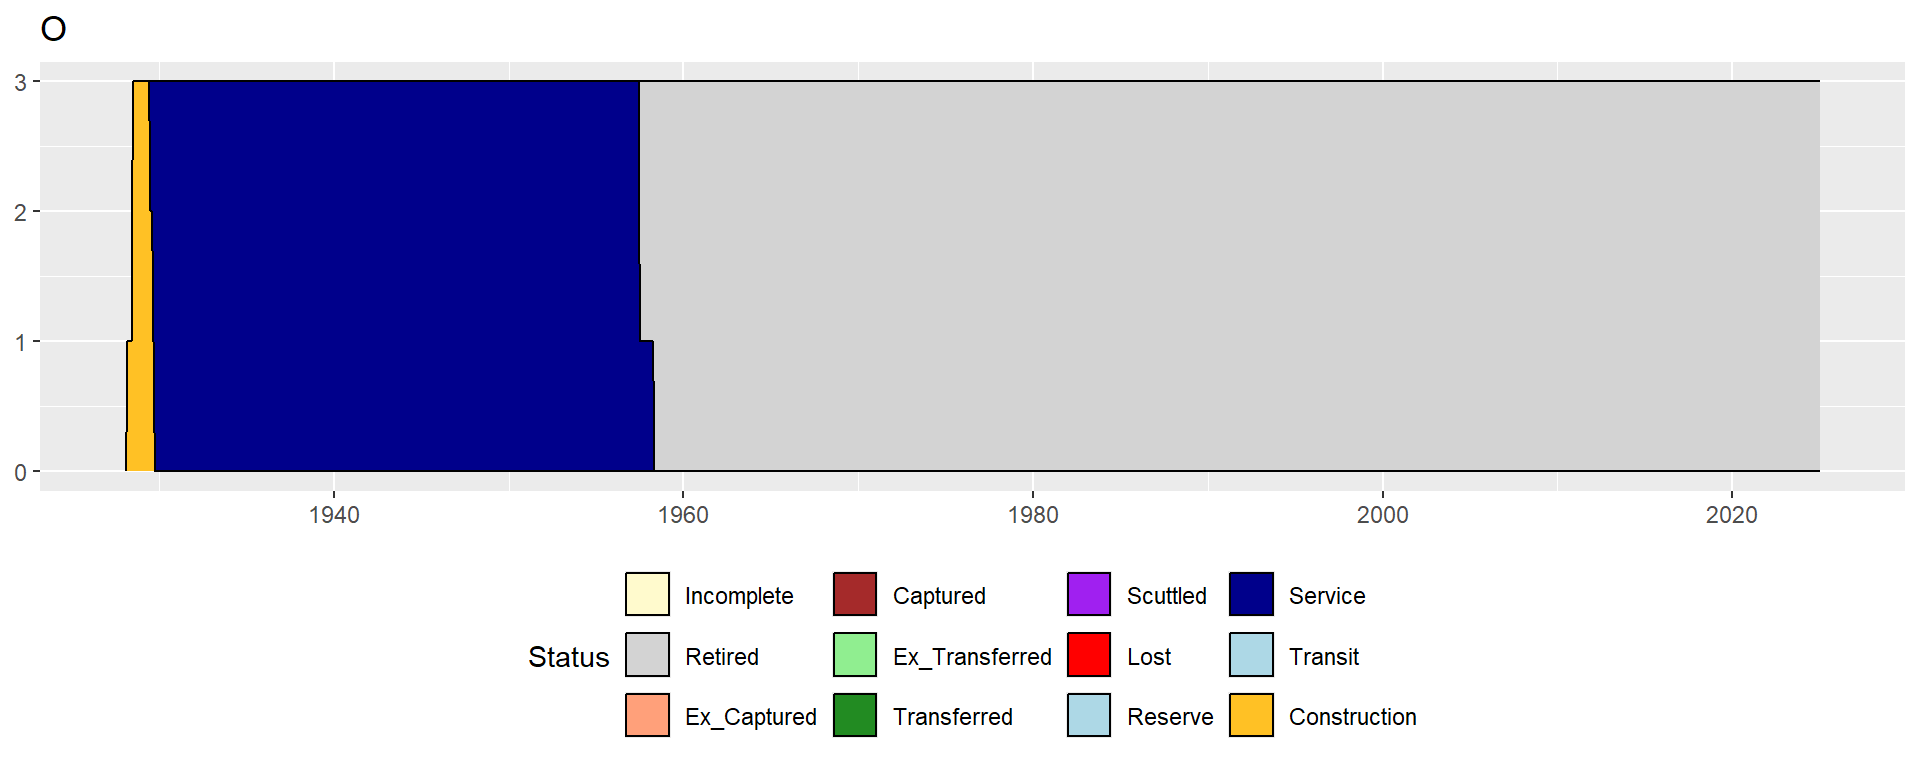 O
3
2
1
0
1940 1960 1980 2000 2020
Incomplete Captured Scuttled Service
Status Retired Ex_Transferred Lost Transit
Ex_Captured Transferred Reserve Construction